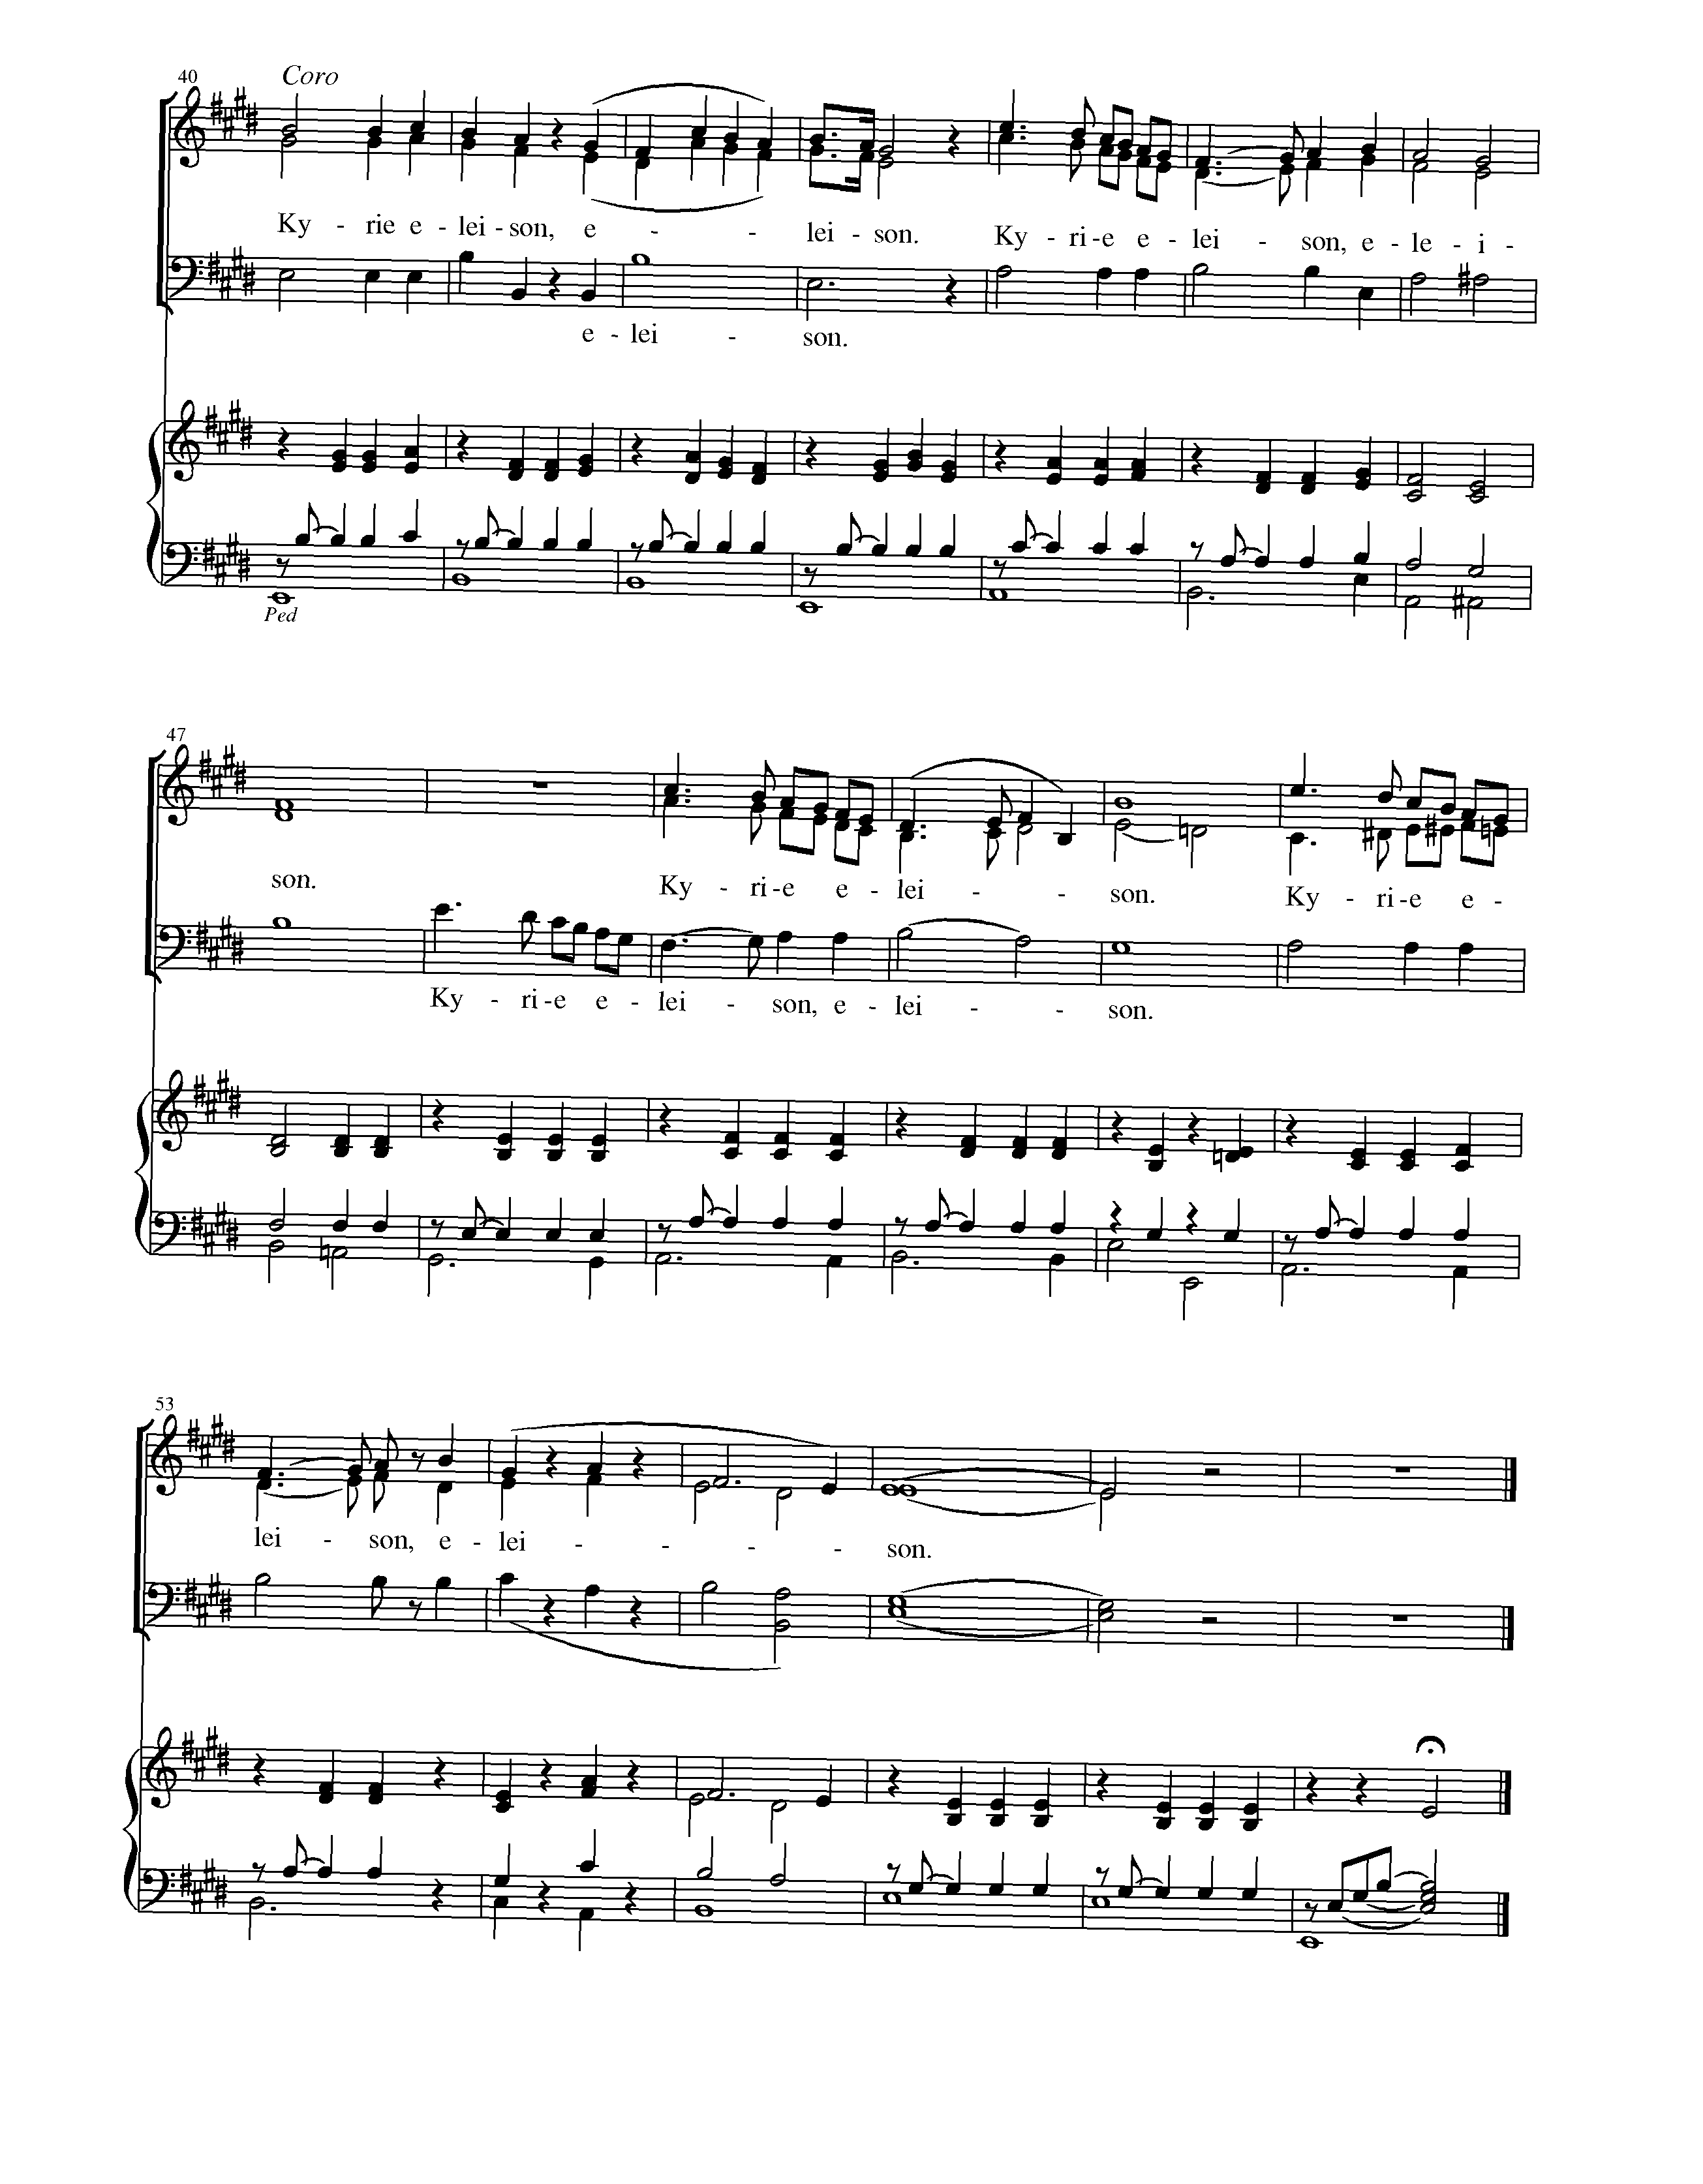 40 Coro
Ky - rie e - lei - son, e - - lei - son. Ky - ri - e e - lei - son, e - le - i -
e - lei - son.
Ped
47
son. Ky - ri - e e - lei - - son. Ky - ri - e e -
Ky - ri - e e - lei - son, e - lei - - son.
53
lei - son, e - lei - - - - son.